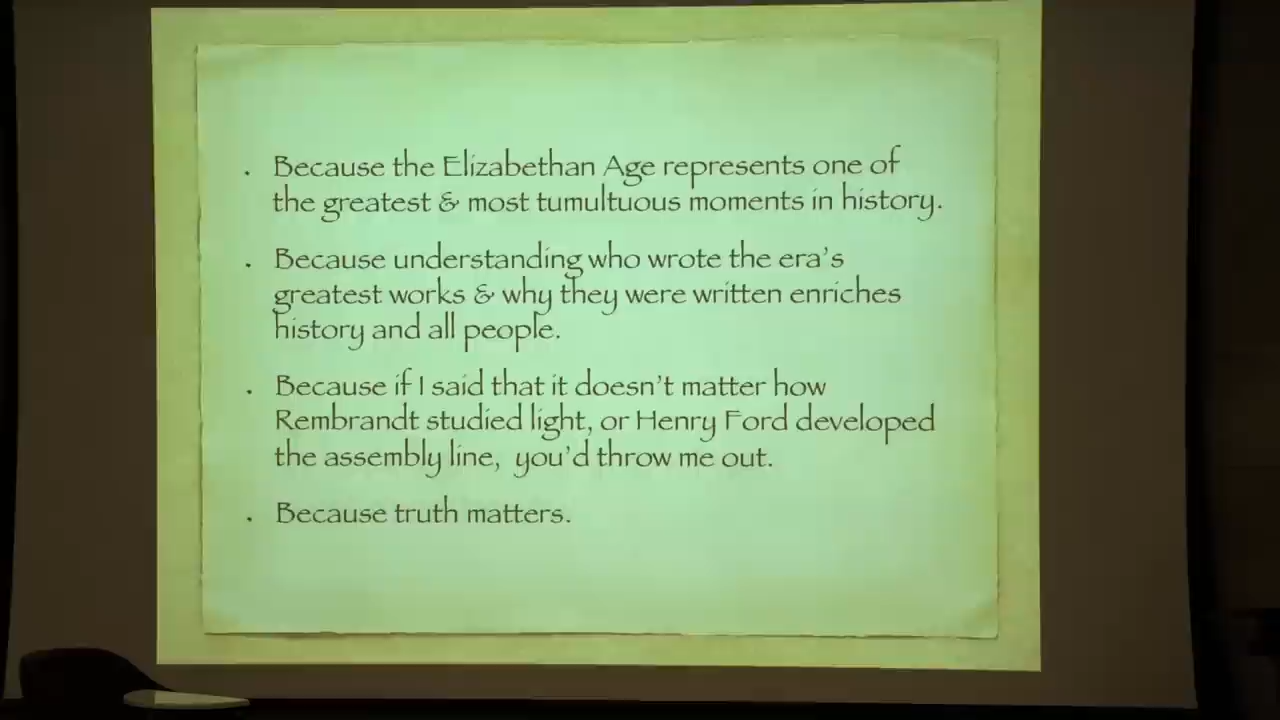 . Because the Elizabethan Age represents one of
the greatest & most tumultuous moments in history.
. Because understanding who wrote the era's
greatest works & why they were written enriches
history and all people.
. Because if I said that it doesn't matter how
Rembrandt studied light, or Henry Ford developed
the assembly line, you'd throw me out.
. Because truth matters.